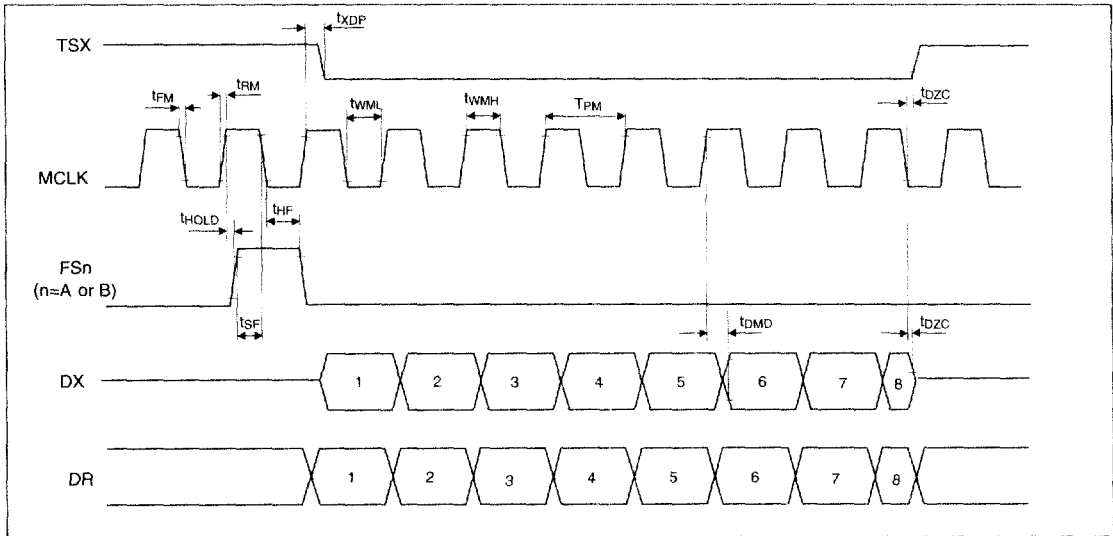 tXDP
TSX
tFM
tRM
tWML
tWMH
TPM
tDZC
MCLK
tHOLD
tHF
FSn
(n=A or B)
tSF
tDMD
tDZC
DX
1 2 3 4 5 6 7 8
DR
1 2 3 4 5 6 7 8